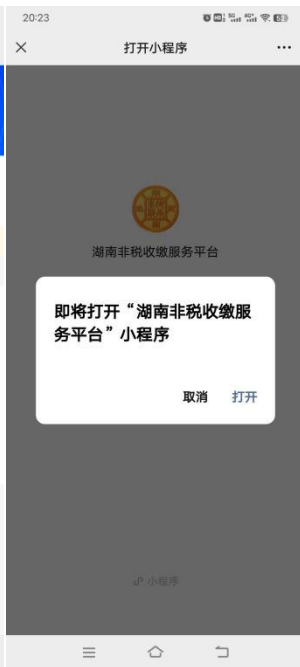 20:23
打开小程序
湖南非税收缴服务平台
即将打开“湖南非税收缴服
务平台”小程序
取消 打开
小程序